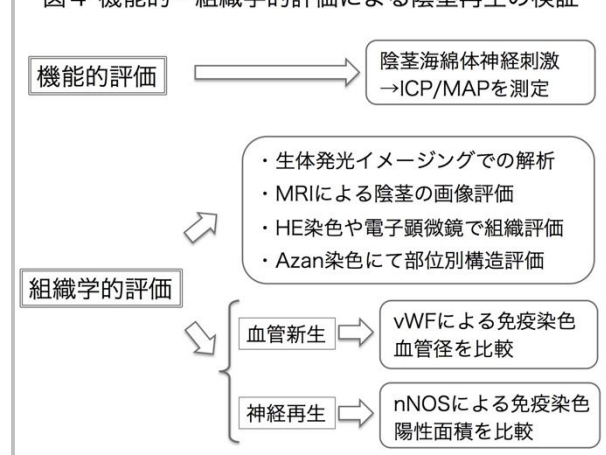 図4 機能的・組織学的評価による陰茎再生の検証
機能的評価
陰茎海綿体神経刺激
→ICP/MAPを測定
・生体発光イメージングでの解析
・MRIによる陰茎の画像評価
・HE染色や電子顕微鏡で組織評価
・Azan染色にて部位別構造評価
組織学的評価
血管新生
vWFによる免疫染色
血管径を比較
神経再生
nNOSによる免疫染色
陽性面積を比較